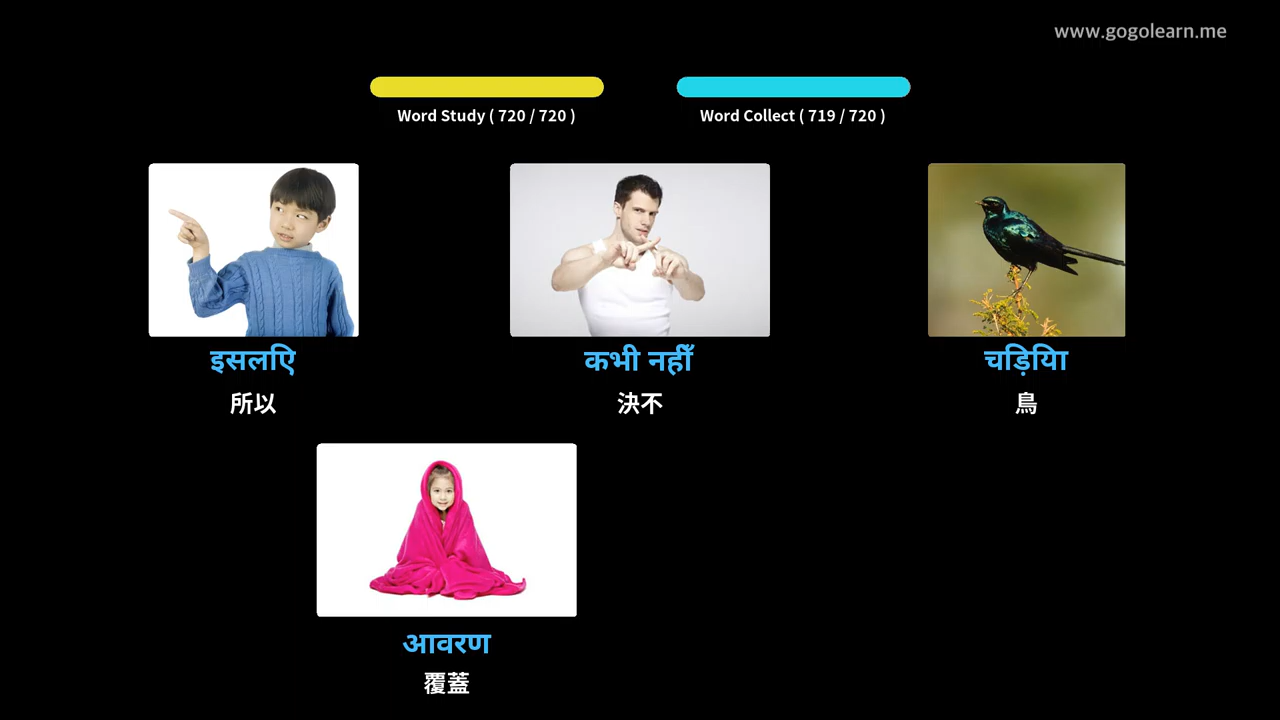 www.gogolearn.me
Word Study ( 720 / 720 )
Word Collect ( 719 / 720 )
इसलिए
कभी नहीं
चिड़िया
所以
決不
鳥
आवरण
覆蓋